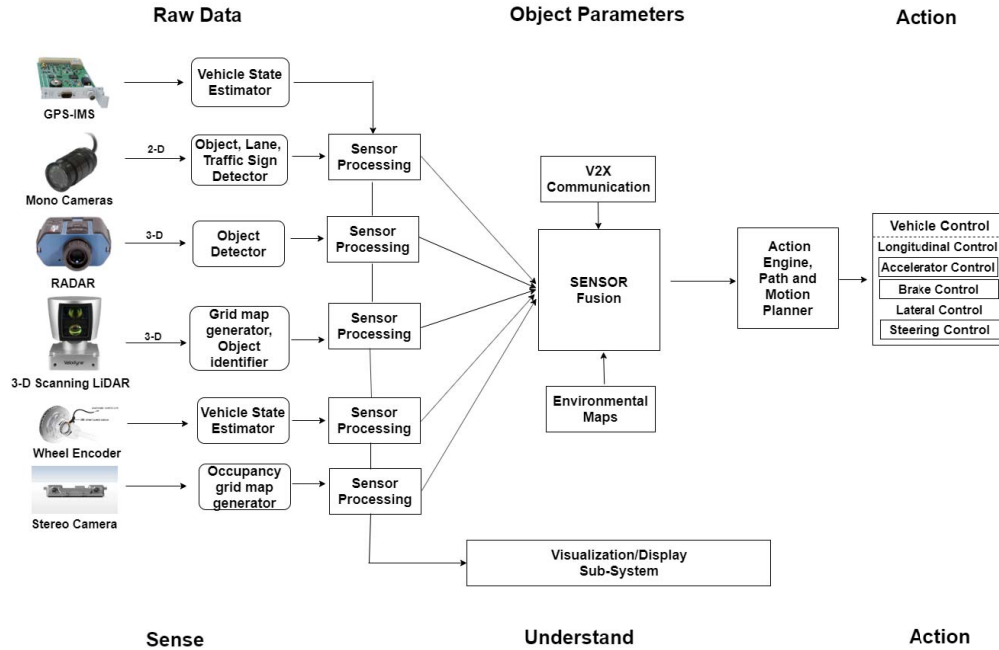 Raw Data
Object Parameters
Action
GPS-IMS
Vehicle State
Estimator
Mono Cameras
2-D
Object, Lane,
Traffic Sign
Detector
Sensor
Processing
RADAR
3-D
Object
Detector
Sensor
Processing
3-D Scanning LiDAR
3-D
Grid map
generator,
Object
identifier
Sensor
Processing
Wheel Encoder
Vehicle State
Estimator
Sensor
Processing
Stereo Camera
Occupancy
grid map
generator
Sensor
Processing
V2X
Communication
SENSOR
Fusion
Environmental
Maps
Visualization/Display
Sub-System
Action
Engine,
Path and
Motion
Planner
Vehicle Control
Longitudinal Control
Accelerator Control
Brake Control
Lateral Control
Steering Control
Sense
Understand
Action